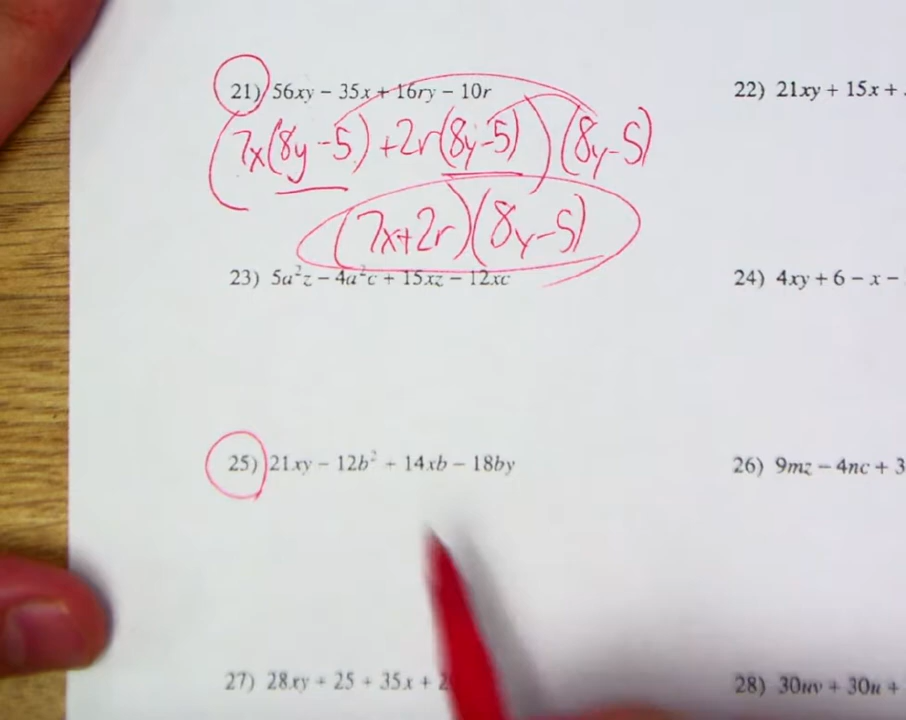 21) 56xy − 35x + 16ry − 10r
(7x(8y−5) + 2r(8y−5))(8y−5)
(7x+2r)(8y−5)
22) 21xy + 15x +
23) 5a²z − 4a²c + 15xz − 12xc
24) 4xy + 6 − x −
25) 21xy − 12b² + 14xb − 18by
26) 9mz − 4nc + 3
27) 28xy + 25 + 35x + 2
28) 30uv + 30u +